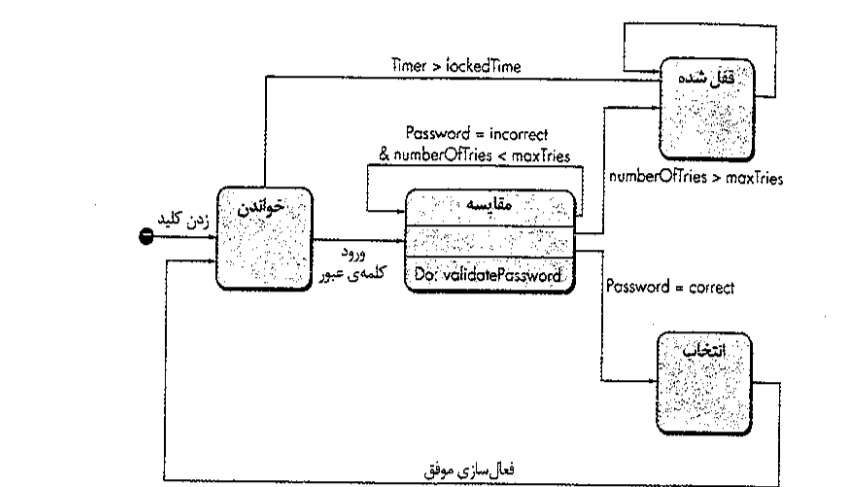 Timer > lockedTime
قفل شده
Password = incorrect
& numberOfTries < maxTries
numberOfTries > maxTries
خواندن
مقایسه
زدن کلید
ورود
کلمه‌ی عبور
Do: validatePassword
Password = correct
انتخاب
فعال‌سازی موفق